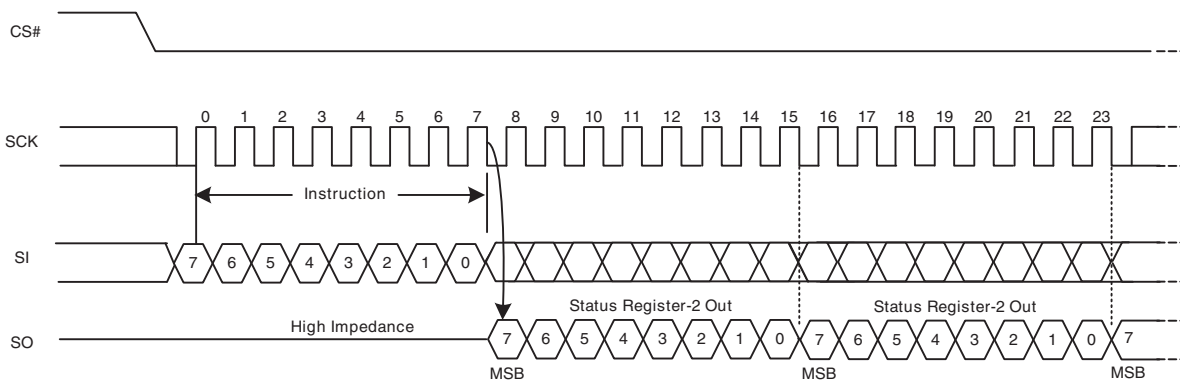 CS#
0 1 2 3 4 5 6 7 8 9 10 11 12 13 14 15 16 17 18 19 20 21 22 23
SCK
Instruction
SI
7 6 5 4 3 2 1 0
High Impedance
Status Register-2 Out
Status Register-2 Out
SO
7 6 5 4 3 2 1 0 7 6 5 4 3 2 1 0 7
MSB
MSB
MSB